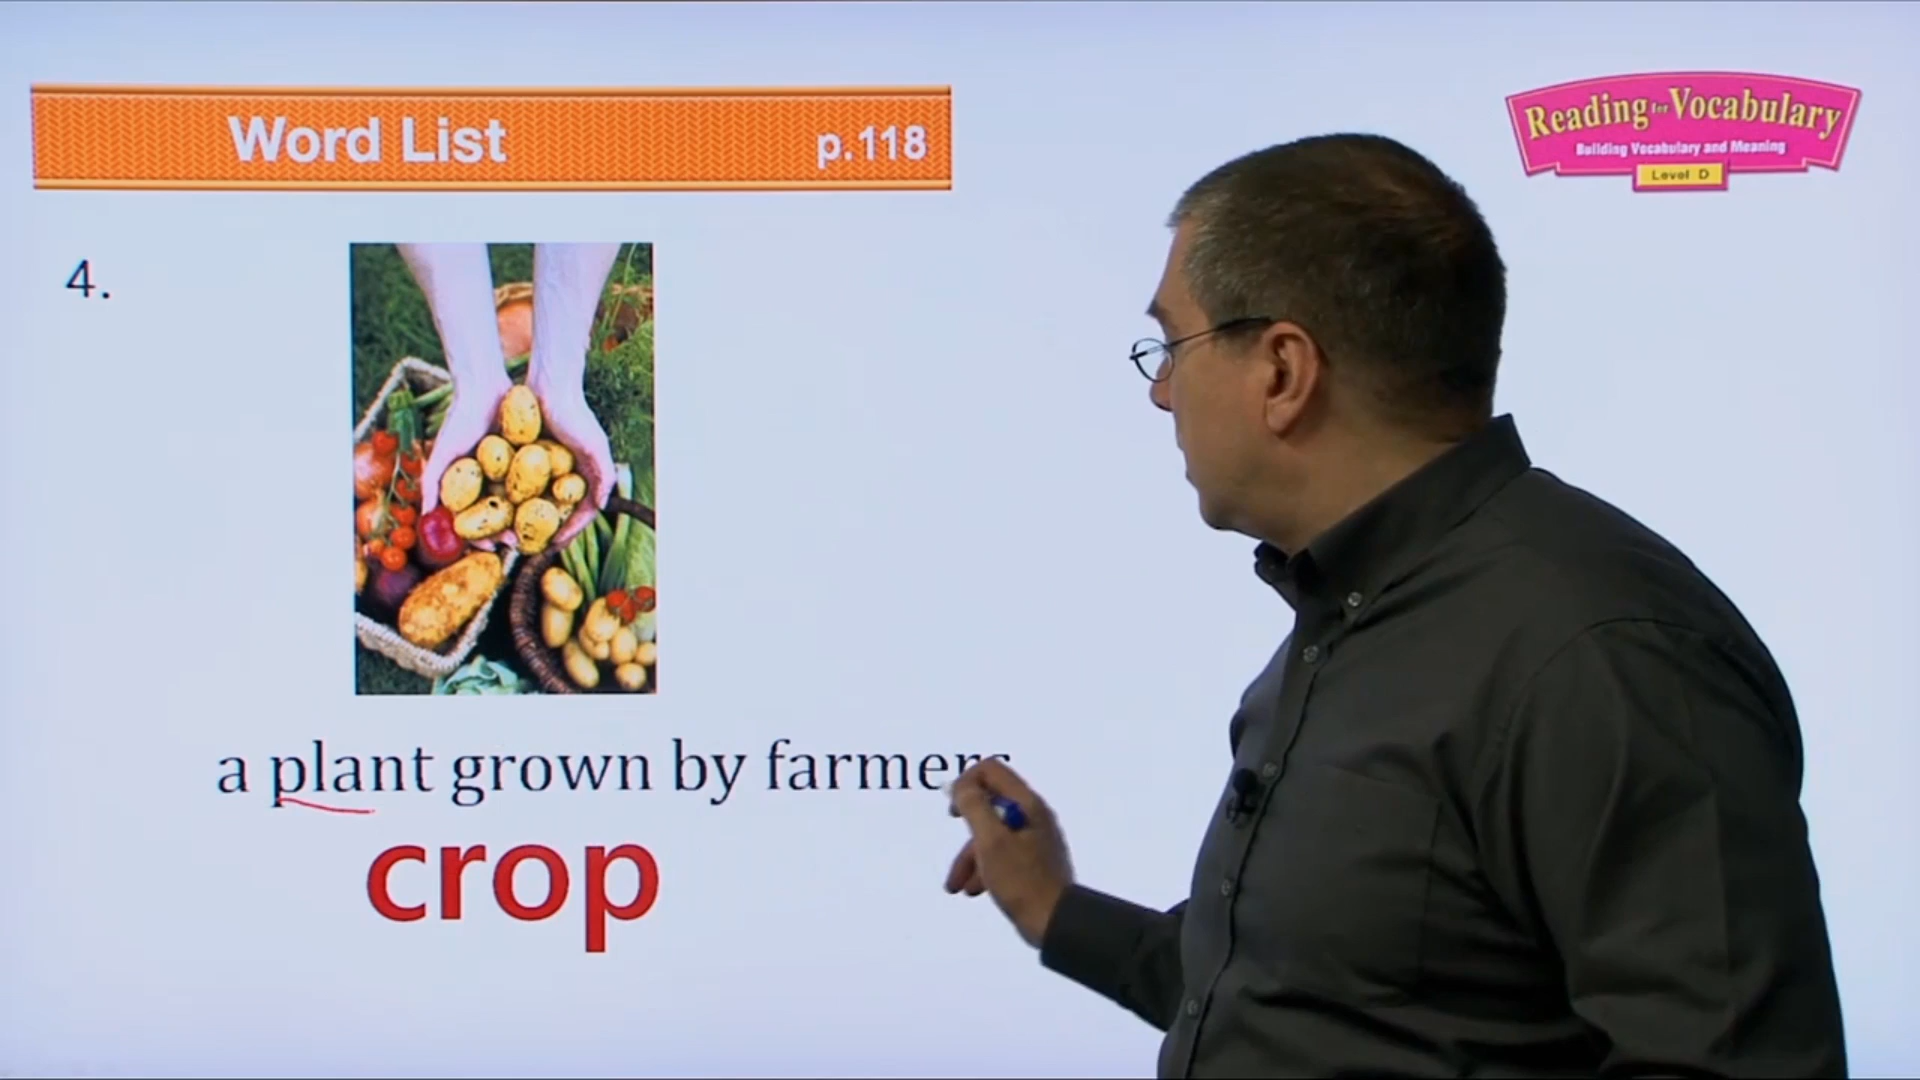 Word List p.118
Reading for Vocabulary
Building Vocabulary and Meaning
Level D
4.
a plant grown by farmers
crop